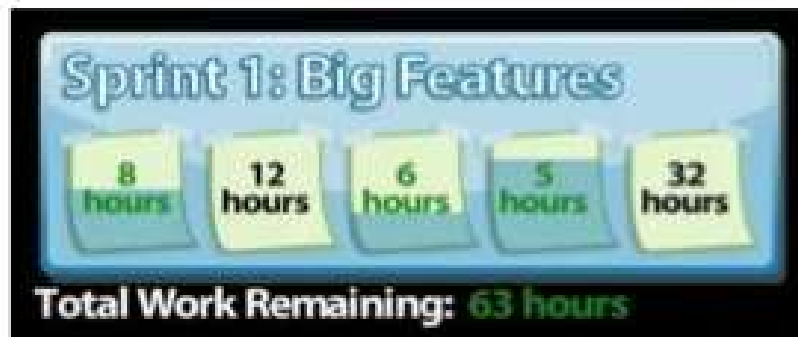 Sprint 1: Big Features
8 hours
12 hours
6 hours
5 hours
32 hours
Total Work Remaining: 63 hours